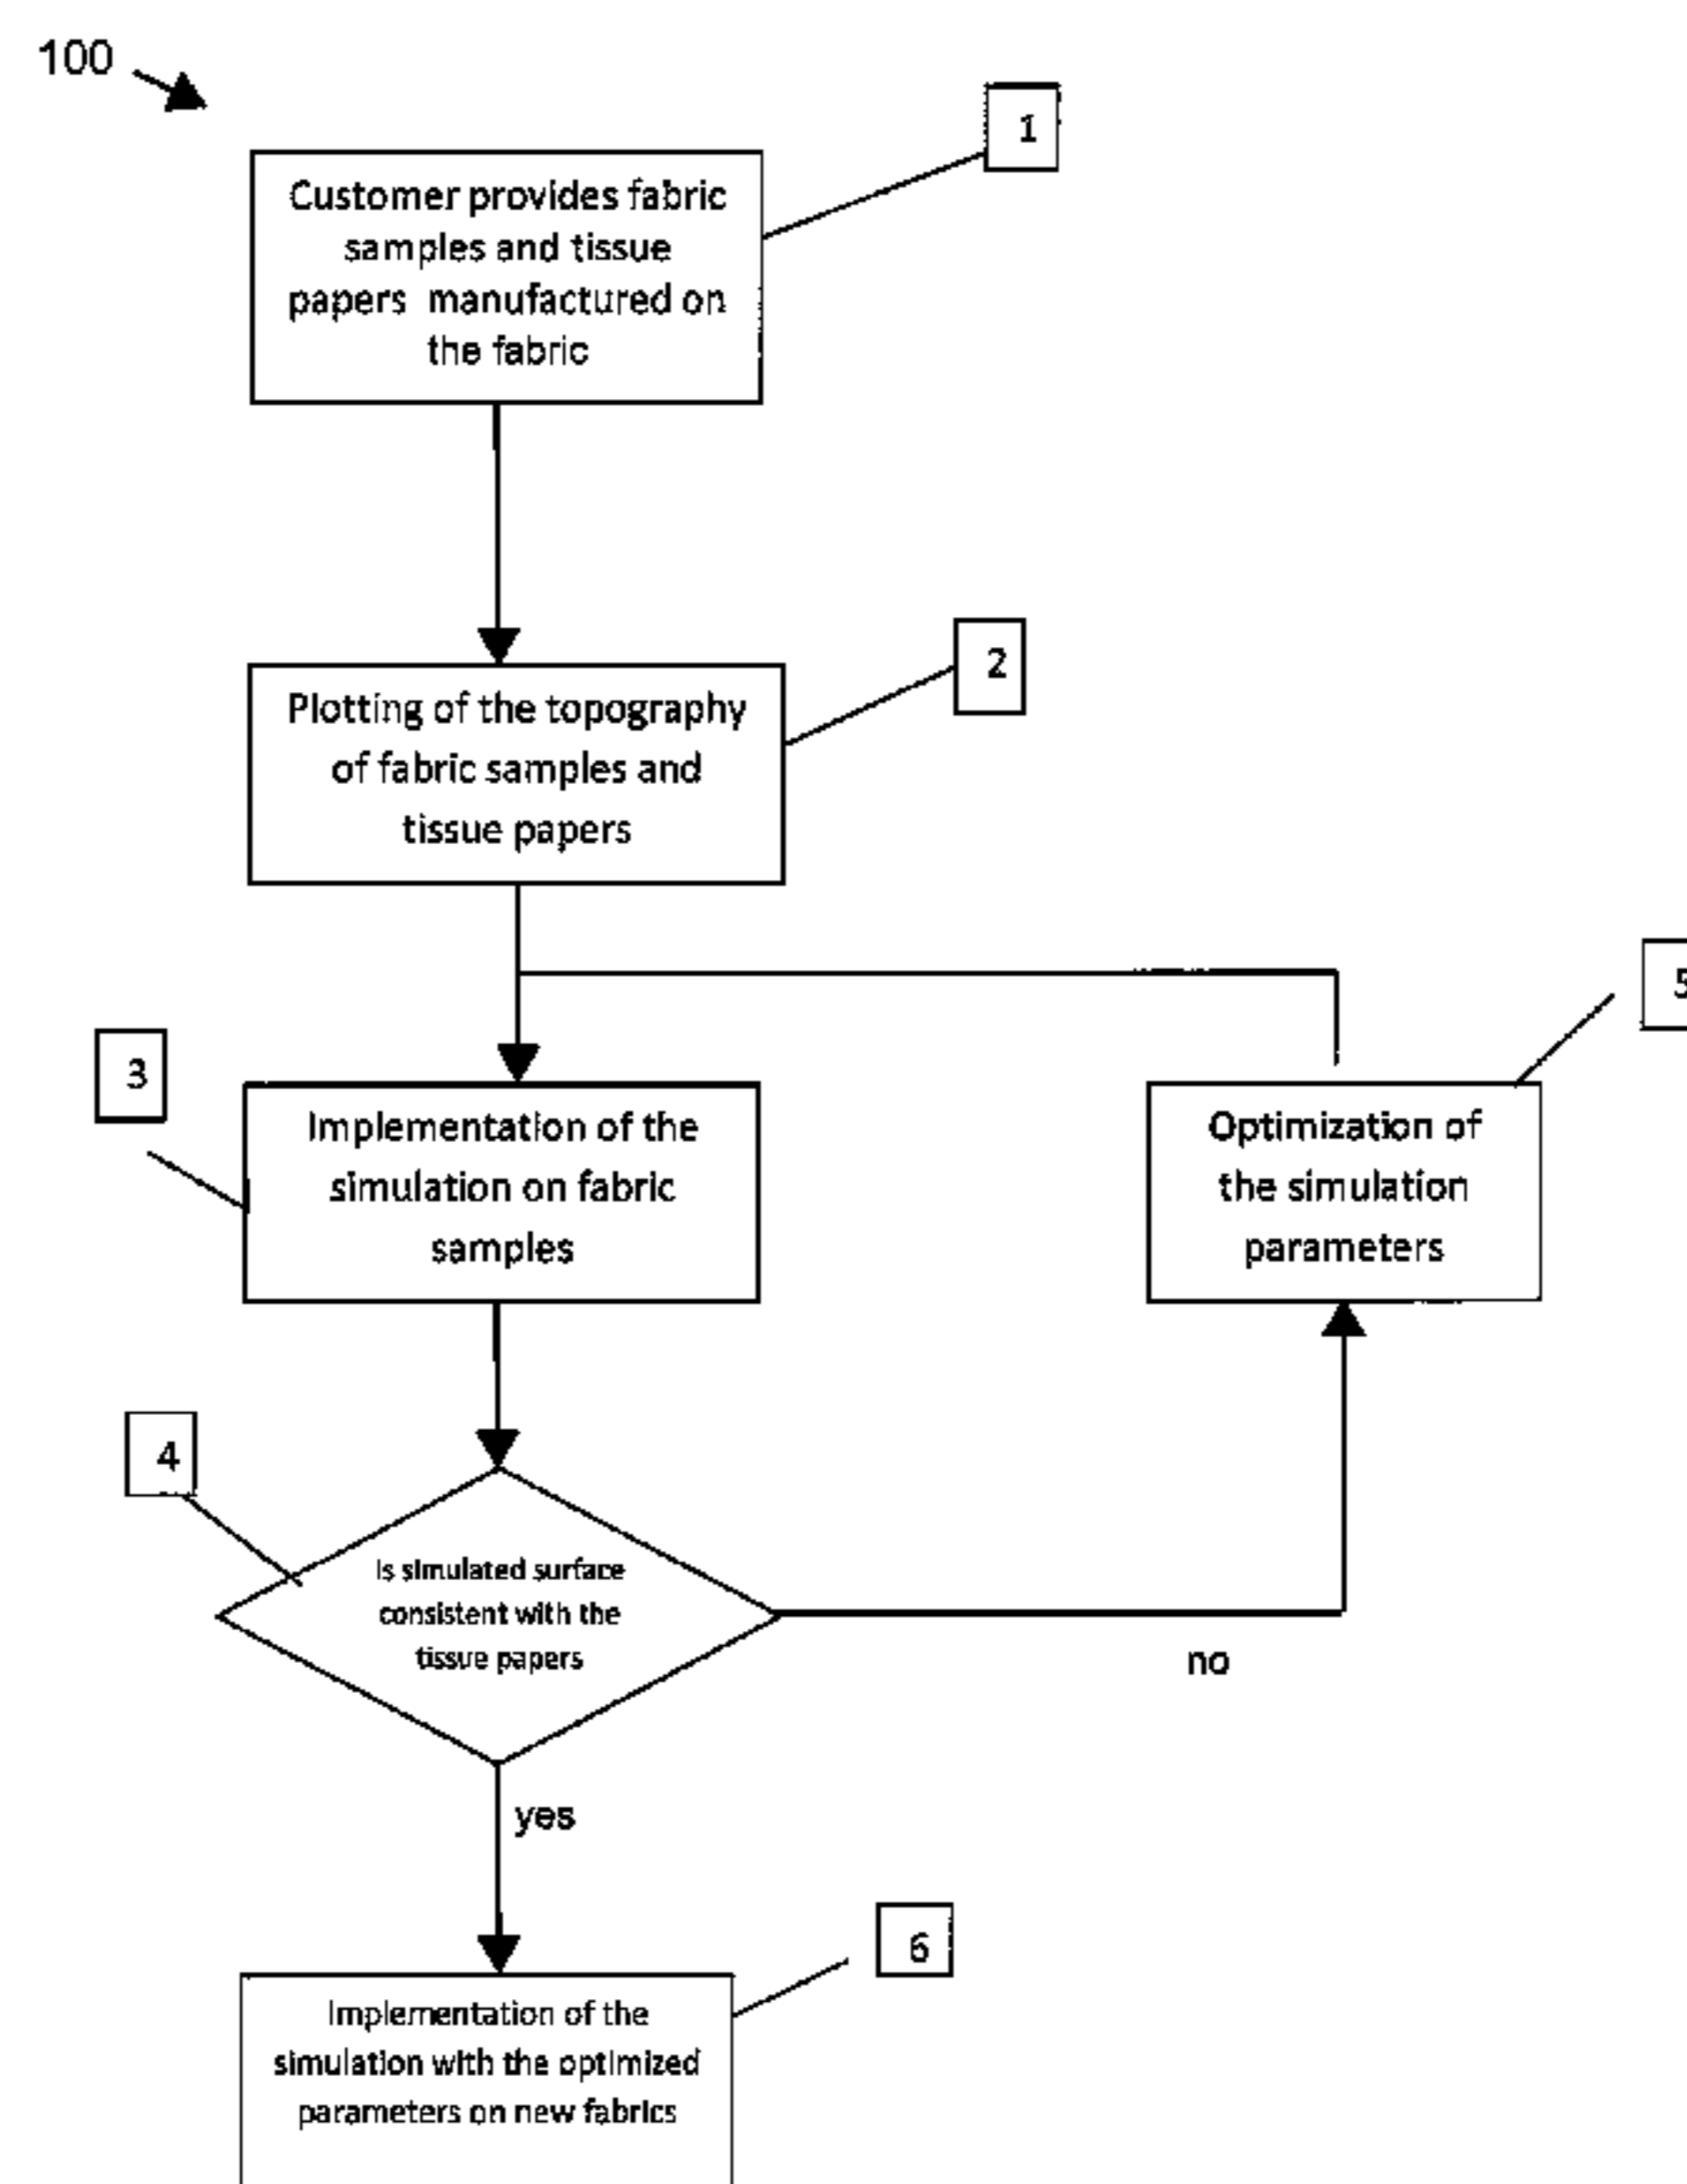 100
1
Customer provides fabric
samples and tissue
papers manufactured on
the fabric
2
Plotting of the topography
of fabric samples and
tissue papers
5
3
Implementation of the
simulation on fabric
samples
Optimization of
the simulation
parameters
4
Is simulated surface
consistent with the
tissue papers
no
yes
6
Implementation of the
simulation with the optimized
parameters on new fabrics